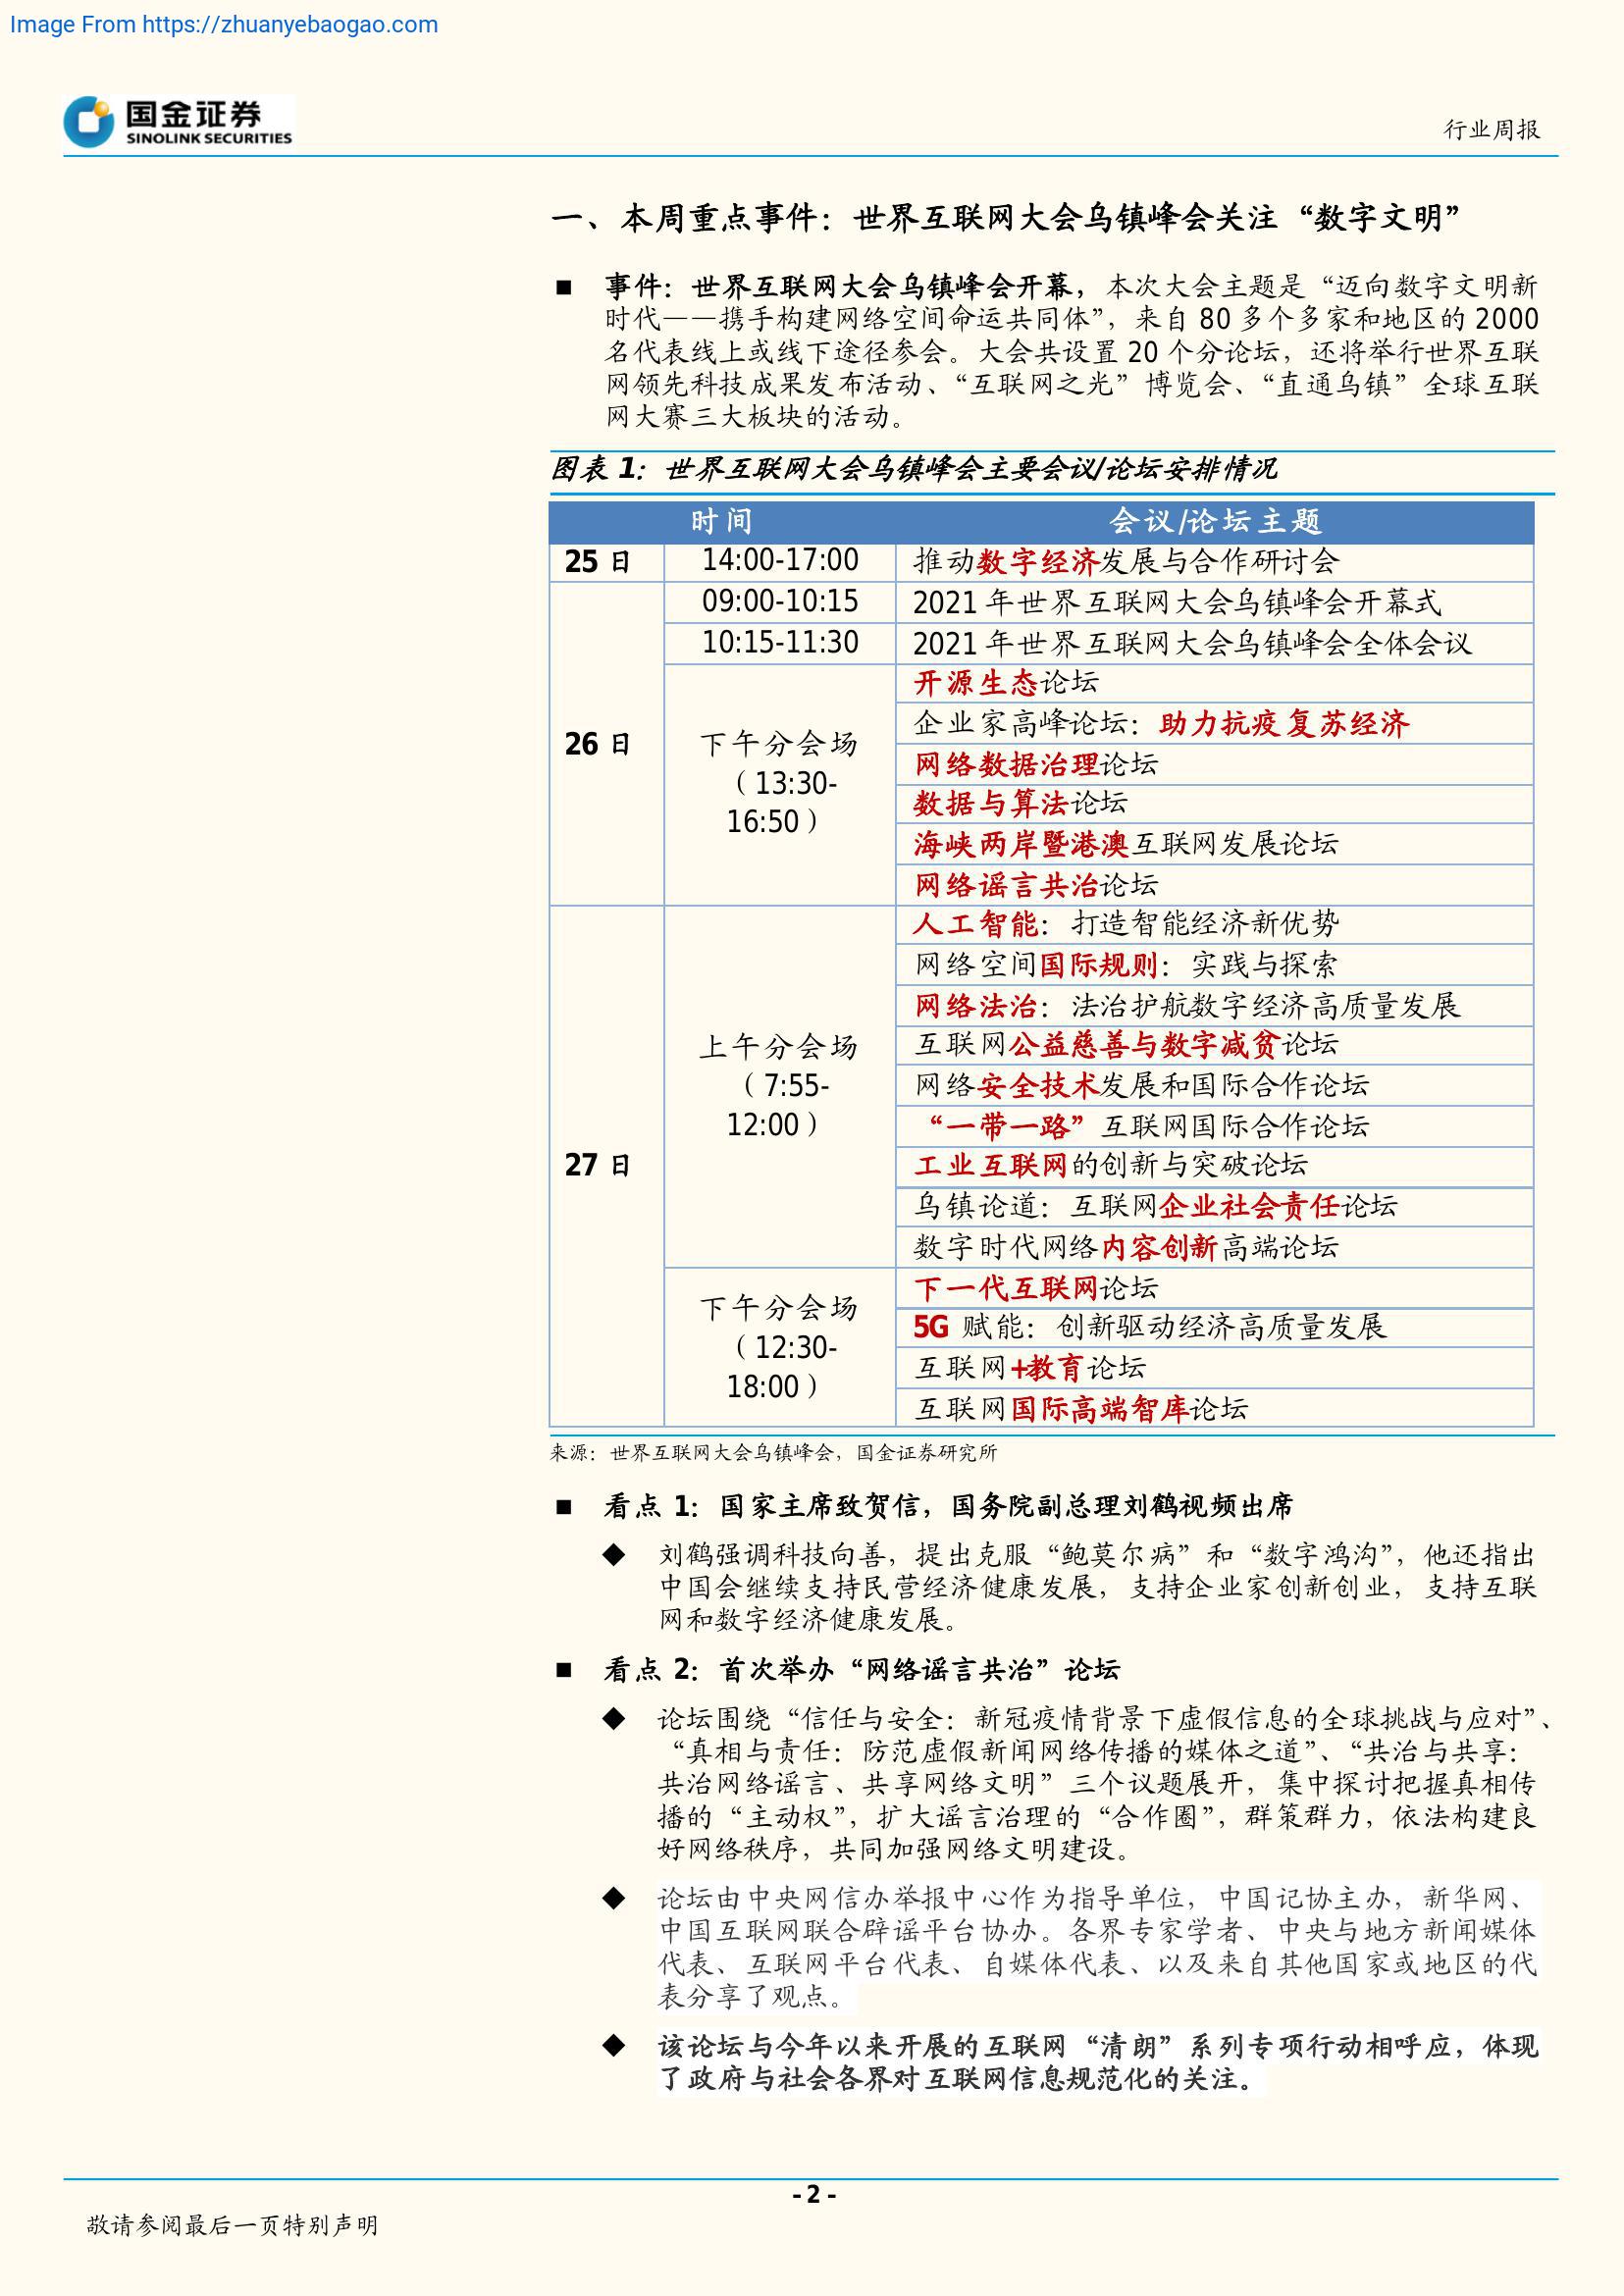 Image From https://zhuanyebaogao.com
国金证券
SINOLINK SECURITIES
行业周报
一、本周重点事件：世界互联网大会乌镇峰会关注“数字文明”
■ 事件：世界互联网大会乌镇峰会开幕，本次大会主题是“迈向数字文明新
时代——携手构建网络空间命运共同体”，来自 80 多个多家和地区的 2000
名代表线上或线下途径参会。大会共设置 20 个分论坛，还将举行世界互联
网领先科技成果发布活动、“互联网之光”博览会、“直通乌镇”全球互联
网大赛三大板块的活动。
图表 1：世界互联网大会乌镇峰会主要会议/论坛安排情况
时间 会议/论坛主题
25 日 14:00-17:00 推动数字经济发展与合作研讨会
09:00-10:15 2021 年世界互联网大会乌镇峰会开幕式
10:15-11:30 2021 年世界互联网大会乌镇峰会全体会议
26 日
下午分会场
（13:30-
16:50）
开源生态论坛
企业家高峰论坛：助力抗疫 复苏经济
网络数据治理论坛
数据与算法论坛
海峡两岸暨港澳互联网发展论坛
网络谣言共治论坛
27 日
上午分会场
（7:55-
12:00）
人工智能：打造智能经济新优势
网络空间国际规则：实践与探索
网络法治：法治护航数字经济高质量发展
互联网公益慈善与数字减贫论坛
网络安全技术发展和国际合作论坛
“一带一路”互联网国际合作论坛
工业互联网的创新与突破论坛
乌镇论道：互联网企业社会责任论坛
数字时代网络内容创新高端论坛
下午分会场
（12:30-
18:00）
下一代互联网论坛
5G 赋能：创新驱动经济高质量发展
互联网+教育论坛
互联网国际高端智库论坛
来源：世界互联网大会乌镇峰会，国金证券研究所
■ 看点 1：国家主席致贺信，国务院副总理刘鹤视频出席
◆ 刘鹤强调科技向善，提出克服“鲍莫尔病”和“数字鸿沟”，他还指出
中国会继续支持民营经济健康发展，支持企业家创新创业，支持互联
网和数字经济健康发展。
■ 看点 2：首次举办“网络谣言共治”论坛
◆ 论坛围绕“信任与安全：新冠疫情背景下虚假信息的全球挑战与应对”、
“真相与责任：防范虚假新闻网络传播的媒体之道”、“共治与共享：
共治网络谣言、共享网络文明”三个议题展开，集中探讨把握真相传
播的“主动权”，扩大谣言治理的“合作圈”，群策群力，依法构建良
好网络秩序，共同加强网络文明建设。
◆ 论坛由中央网信办举报中心作为指导单位，中国记协主办，新华网、
中国互联网联合辟谣平台协办。各界专家学者、中央与地方新闻媒体
代表、互联网平台代表、自媒体代表、以及来自其他国家或地区的代
表分享了观点。
◆ 该论坛与今年以来开展的互联网“清朗”系列专项行动相呼应，体现
了政府与社会各界对互联网信息规范化的关注。
- 2 -
敬请参阅最后一页特别声明